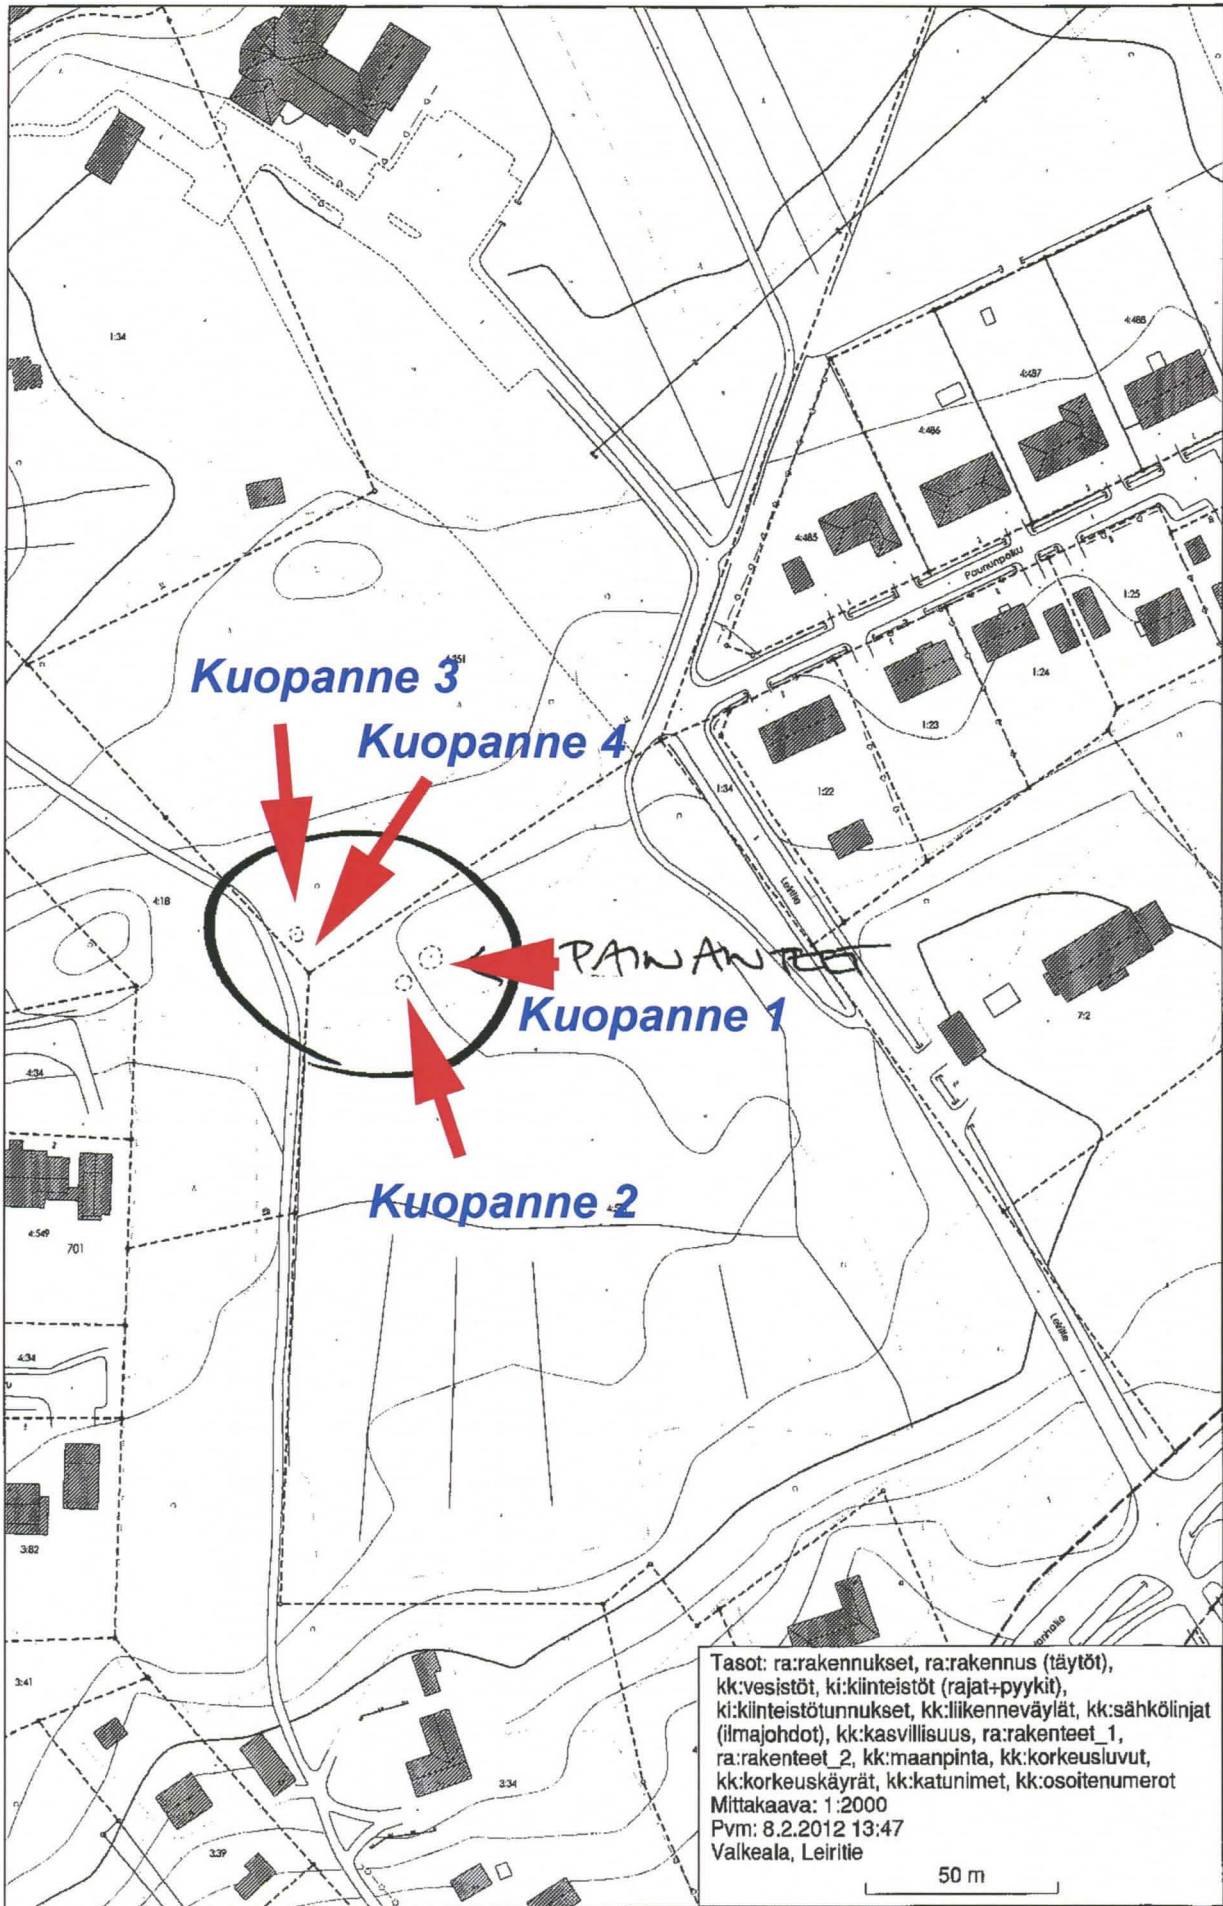 1:34
4:488
4:487
4:486
4:485
Paununpolku
1:25
1:24
1:23
1:22
1:34
Kuopanne 3
Kuopanne 4
4:18
Leiritie
PAINANTEET
Kuopanne 1
7:2
4:34
Kuopanne 2
4:549
701
Leiritie
4:34
3:82
3:41
3:34
3:39
Tasot: ra:rakennukset, ra:rakennus (täytöt),
kk:vesistöt, ki:kiinteistöt (rajat+pyykit),
ki:kiinteistötunnukset, kk:liikenneväylät, kk:sähkölinjat
(ilmajohdot), kk:kasvillisuus, ra:rakenteet_1,
ra:rakenteet_2, kk:maanpinta, kk:korkeusluvut,
kk:korkeuskäyrät, kk:katunimet, kk:osoitenumerot
Mittakaava: 1:2000
Pvm: 8.2.2012 13:47
Valkeala, Leiritie
50 m